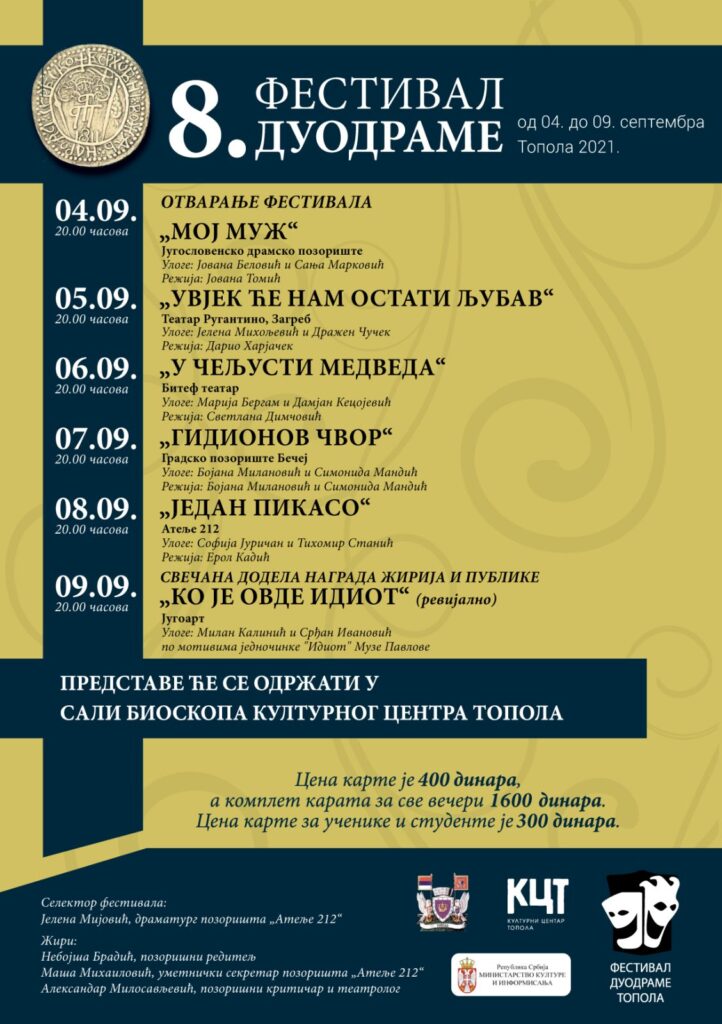 8. ФЕСТИВАЛ
ДУОДРАМЕ
од 04. до 09. септембра
Топола 2021.
04.09.
20.00 часова
ОТВАРАЊЕ ФЕСТИВАЛА
„МОЈ МУЖ“
Југословенско драмско позориште
Улоге: Јована Беловић и Сања Марковић
Режија: Јована Томић
05.09.
20.00 часова
„УВЈЕК ЋЕ НАМ ОСТАТИ ЉУБАВ“
Театар Ругантино, Загреб
Улоге: Јелена Михољевић и Дражен Чучек
Режија: Дарио Харјачек
06.09.
20.00 часова
„У ЧЕЉУСТИ МЕДВЕДА“
Битеф театар
Улоге: Марија Бергам и Дамјан Кецојевић
Режија: Светлана Димчовић
07.09.
20.00 часова
„ГИДИОНОВ ЧВОР“
Градско позориште Бечеј
Улоге: Бојана Милановић и Симонида Мандић
Режија: Бојана Милановић и Симонида Мандић
08.09.
20.00 часова
„ЈЕДАН ПИКАСО“
Атеље 212
Улоге: Софија Јуричан и Тихомир Станић
Режија: Ерол Кадић
09.09.
20.00 часова
СВЕЧАНА ДОДЕЛА НАГРАДА ЖИРИЈА И ПУБЛИКЕ
„КО ЈЕ ОВДЕ ИДИОТ“ (ревијално)
Југоарт
Улоге: Милан Калинић и Срђан Ивановић
по мотивима једночинке "Идиот" Музе Павлове
ПРЕДСТАВЕ ЋЕ СЕ ОДРЖАТИ У
САЛИ БИОСКОПА КУЛТУРНОГ ЦЕНТРА ТОПОЛА
Цена карте је 400 динара,
а комплет карата за све вечери 1600 динара.
Цена карте за ученике и студенте је 300 динара.
Селектор фестивала:
Јелена Мијовић, драматург позоришта „Атеље 212“
Жири:
Небојша Брадић, позоришни редитељ
Маша Михаиловић, уметнички секретар позоришта „Атеље 212“
Александар Милосављевић, позоришни критичар и театролог
КЦТ
КУЛТУРНИ ЦЕНТАР
ТОПОЛА
Република Србија
МИНИСТАРСТВО КУЛТУРЕ
И ИНФОРМИСАЊА
ФЕСТИВАЛ
ДУОДРАМЕ
ТОПОЛА